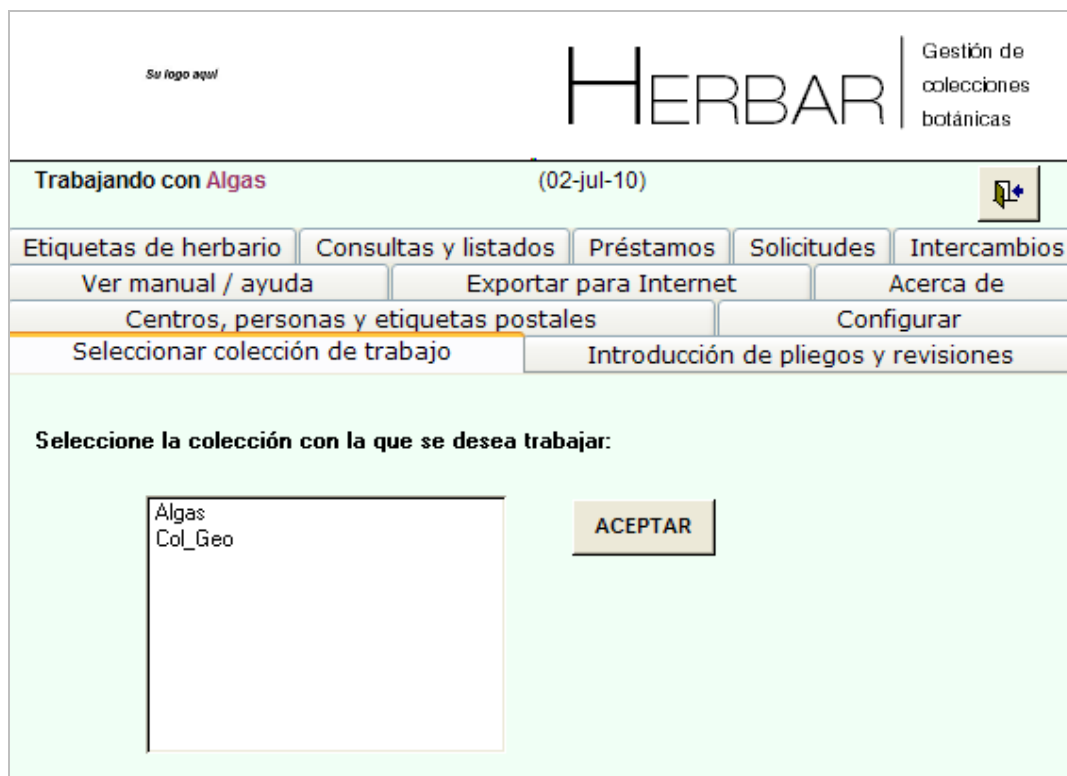 Su logo aquí
HERBAR
Gestión de
colecciones
botánicas
Trabajando con Algas
(02-jul-10)
Etiquetas de herbario
Consultas y listados
Préstamos
Solicitudes
Intercambios
Ver manual / ayuda
Exportar para Internet
Acerca de
Centros, personas y etiquetas postales
Configurar
Seleccionar colección de trabajo
Introducción de pliegos y revisiones
Seleccione la colección con la que se desea trabajar:
Algas
Col_Geo
ACEPTAR